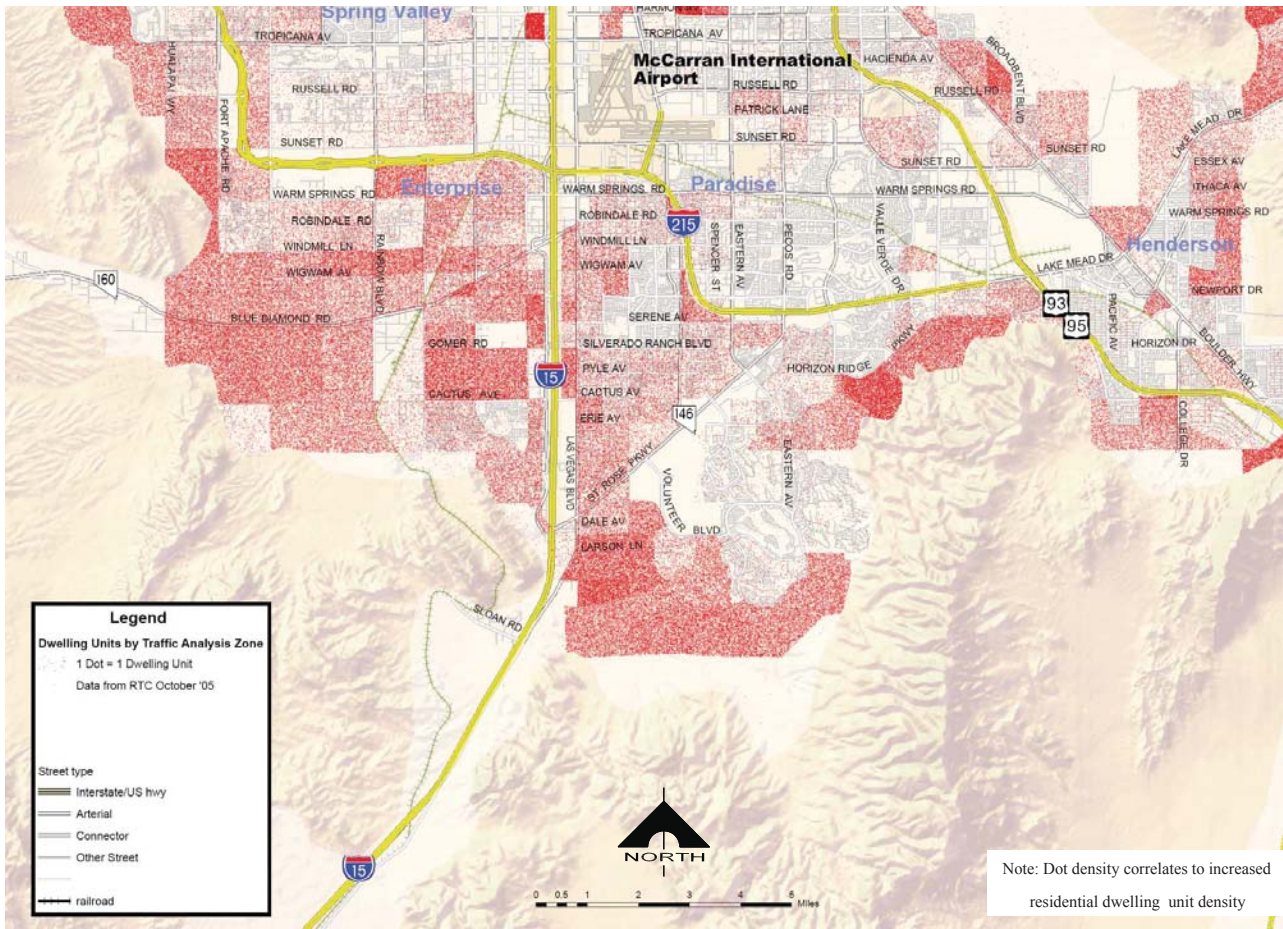 Spring Valley
HARMON AV
TROPICANA AV
TROPICANA AV
HUALAPAI WY
McCarran International
Airport
HACIENDA AV
BROADBENT BLVD
RUSSELL RD
RUSSELL RD
RUSSELL RD
FORT APACHE RD
PATRICK LANE
LAKE MEAD DR
SUNSET RD
SUNSET RD
SUNSET RD
SUNSET RD
ESSEX AV
Enterprise
Paradise
ITHACA AV
WARM SPRINGS RD
WARM SPRINGS RD
WARM SPRINGS RD
WARM SPRINGS RD
ROBINDALE RD
ROBINDALE RD
215
SPENCER ST
EASTERN AV
PECOS RD
VALLE VERDE DR
WINDMILL LN
WINDMILL LN
Henderson
RAINBOW BLVD
WIGWAM AV
WIGWAM AV
LAKE MEAD DR
160
NEWPORT DR
93
BLUE DIAMOND RD
SERENE AV
95
PACIFIC AV
BOULDER HWY
GOMER RD
SILVERADO RANCH BLVD
HORIZON DR
PYLE AV
HORIZON RIDGE PKWY
15
CACTUS AVE
CACTUS AV
146
ERIE AV
COLLEGE DR
LAS VEGAS BLVD
ST ROSE PKWY
EASTERN AV
VOLUNTEER BLVD
DALE AV
LARSON LN
SLOAN RD
Legend
Dwelling Units by Traffic Analysis Zone
1 Dot = 1 Dwelling Unit
Data from RTC October '05
Street type
Interstate/US hwy
Arterial
Connector
Other Street
railroad
15
NORTH
0 0.5 1 2 3 4 5
Miles
Note: Dot density correlates to increased
residential dwelling unit density